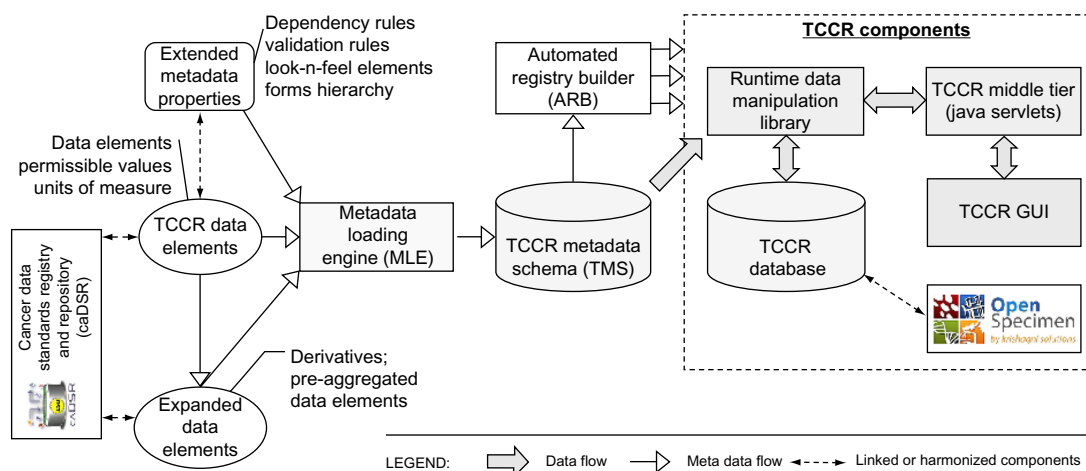 Dependency rules
validation rules
look-n-feel elements
forms hierarchy
Extended
metadata
properties
Data elements
permissible values
units of measure
TCCR data
elements
Cancer data
standards registry
and repository
(caDSR)
caDSR
Expanded
data
elements
Derivatives;
pre-aggregated
data elements
Metadata
loading
engine (MLE)
Automated
registry builder
(ARB)
TCCR metadata
schema (TMS)
TCCR components
Runtime data
manipulation
library
TCCR middle tier
(java servlets)
TCCR GUI
TCCR
database
Open
Specimen
by krishagni solutions
LEGEND:
Data flow
Meta data flow
Linked or harmonized components